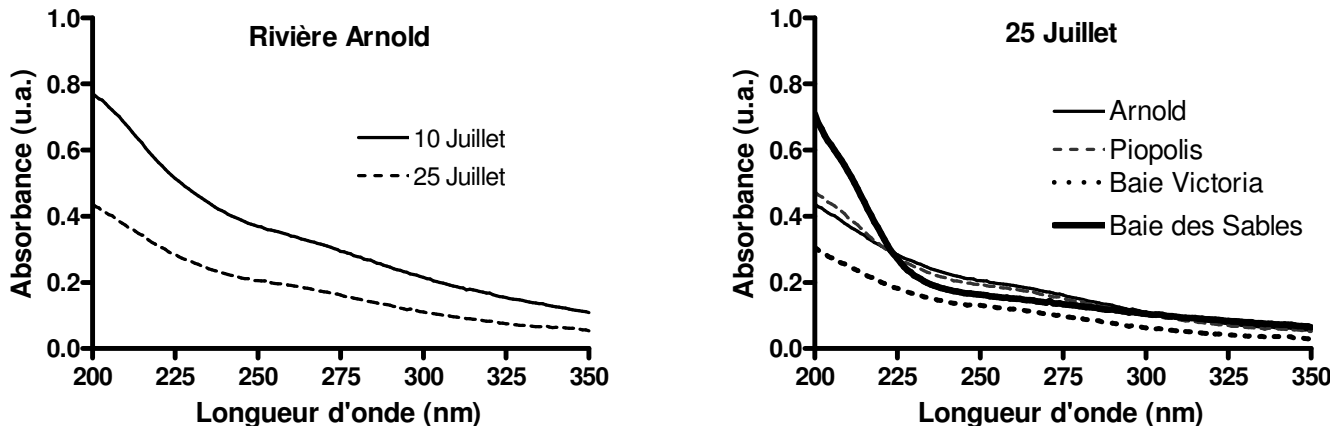 Rivière Arnold
Absorbance (u.a.)
1.0
0.8
0.6
0.4
0.2
0.0
10 Juillet
25 Juillet
200 225 250 275 300 325 350
Longueur d'onde (nm)
25 Juillet
Absorbance (u.a.)
1.0
0.8
0.6
0.4
0.2
0.0
Arnold
Piopolis
Baie Victoria
Baie des Sables
200 225 250 275 300 325 350
Longueur d'onde (nm)